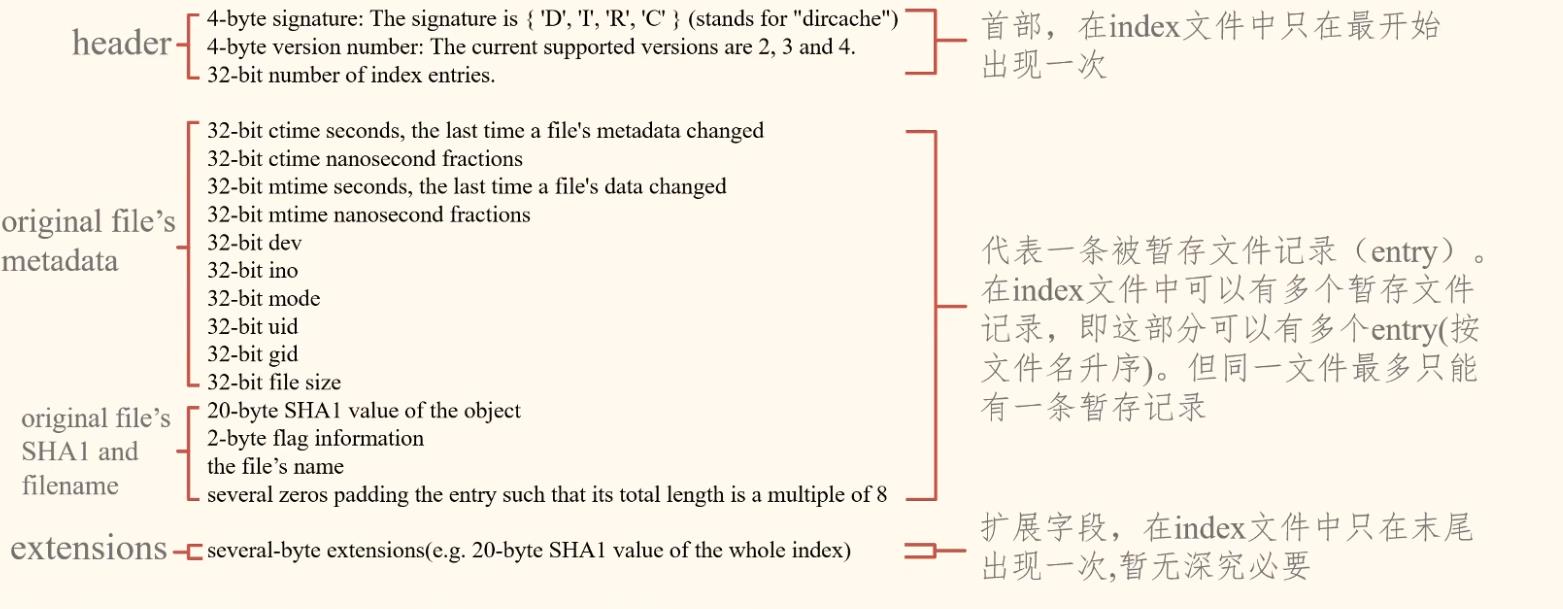 header
4-byte signature: The signature is { 'D', 'I', 'R', 'C' } (stands for "dircache")
4-byte version number: The current supported versions are 2, 3 and 4.
32-bit number of index entries.
首部，在index文件中只在最开始
出现一次
original file’s
metadata
32-bit ctime seconds, the last time a file's metadata changed
32-bit ctime nanosecond fractions
32-bit mtime seconds, the last time a file's data changed
32-bit mtime nanosecond fractions
32-bit dev
32-bit ino
32-bit mode
32-bit uid
32-bit gid
32-bit file size
original file’s
SHA1 and
filename
20-byte SHA1 value of the object
2-byte flag information
the file’s name
several zeros padding the entry such that its total length is a multiple of 8
代表一条被暂存文件记录（entry）。
在index文件中可以有多个暂存文件
记录，即这部分可以有多个entry(按
文件名升序)。但同一文件最多只能
有一条暂存记录
extensions
several-byte extensions(e.g. 20-byte SHA1 value of the whole index)
扩展字段，在index文件中只在末尾
出现一次,暂无深究必要